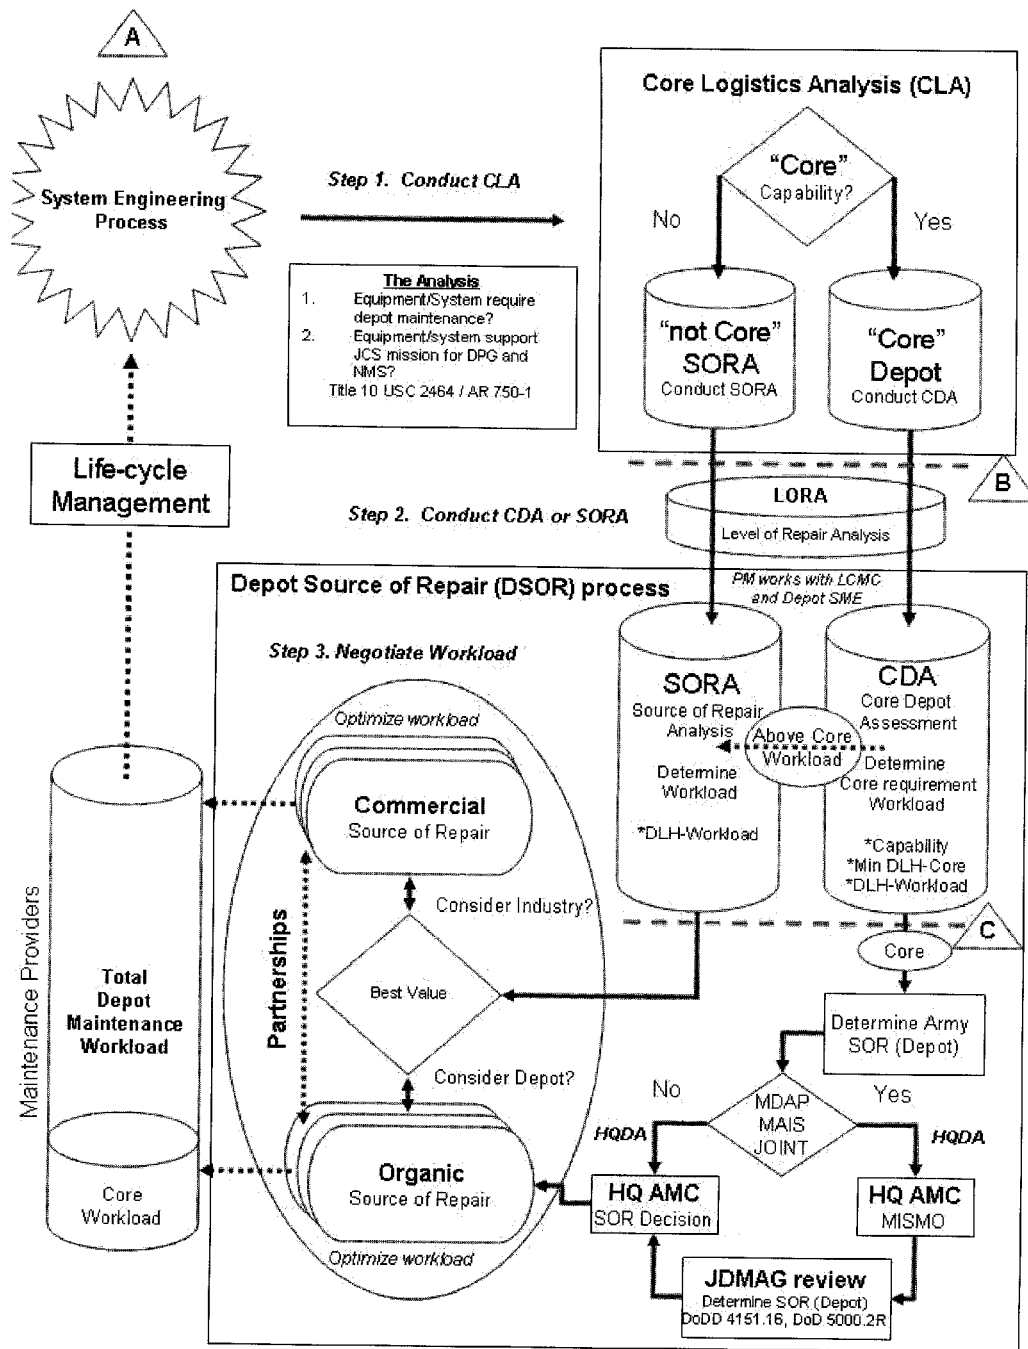 A
System Engineering
Process
Step 1. Conduct CLA
The Analysis
1. Equipment/System require
depot maintenance?
2. Equipment/system support
JCS mission for DPG and
NMS?
Title 10 USC 2464 / AR 750-1
Core Logistics Analysis (CLA)
“Core”
Capability?
No
Yes
“not Core”
SORA
Conduct SORA
“Core”
Depot
Conduct CDA
B
Life-cycle
Management
Step 2. Conduct CDA or SORA
LORA
Level of Repair Analysis
Depot Source of Repair (DSOR) process
PM works with LCMC
and Depot SME
Step 3. Negotiate Workload
SORA
Source of Repair
Analysis
Determine
Workload
*DLH-Workload
Above Core
Workload
CDA
Core Depot
Assessment
Determine
Core requirement
Workload
*Capability
*Min DLH-Core
*DLH-Workload
C
Optimize workload
Commercial
Source of Repair
Consider Industry?
Partnerships
Best Value
Consider Depot?
Organic
Source of Repair
Optimize workload
Maintenance Providers
Total
Depot
Maintenance
Workload
Core
Workload
Core
Determine Army
SOR (Depot)
No
Yes
MDAP
MAIS
JOINT
HQDA
HQDA
HQ AMC
SOR Decision
HQ AMC
MISMO
JDMAG review
Determine SOR (Depot)
DoDD 4151.16, DoD 5000.2R